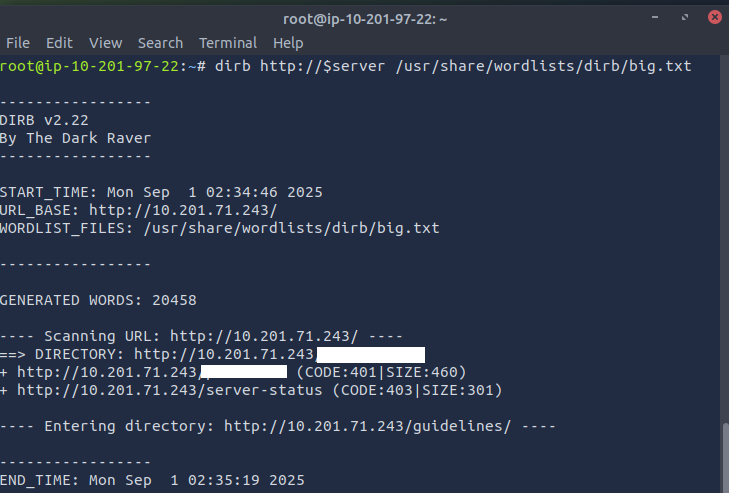 root@ip-10-201-97-22: ~
File Edit View Search Terminal Help
root@ip-10-201-97-22:~# dirb http://$server /usr/share/wordlists/dirb/big.txt
-----------------
DIRB v2.22
By The Dark Raver
-----------------
START_TIME: Mon Sep  1 02:34:46 2025
URL_BASE: http://10.201.71.243/
WORDLIST_FILES: /usr/share/wordlists/dirb/big.txt
-----------------
GENERATED WORDS: 20458
---- Scanning URL: http://10.201.71.243/ ----
==> DIRECTORY: http://10.201.71.243
+ http://10.201.71.243/ (CODE:401|SIZE:460)
+ http://10.201.71.243/server-status (CODE:403|SIZE:301)
---- Entering directory: http://10.201.71.243/guidelines/ ----
-----------------
END_TIME: Mon Sep  1 02:35:19 2025